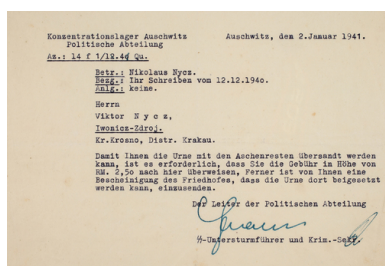 Konzentrationslager Auschwitz Auschwitz, den 2.Januar 1941.
Politische Abteilung
Az.: 14 f 1/12.40 Qu.
Betr.: Nikolaus Nycz.
Bezg.: Ihr Schreiben vom 12.12.1940.
Anlg.: keine.
Herrn
Viktor N y c z,
Iwonicz-Zdroj.
Kr.Krosno, Distr. Krakau.
Damit Ihnen die Urne mit den Aschenresten übersandt werden
kann, ist es erforderlich, dass Sie die Gebühr in Höhe von
RM. 2,50 nach hier überweisen, Ferner ist von Ihnen eine
Bescheinigung des Friedhofes, dass die Urne dort beigesetzt
werden kann, einzusenden.
Der Leiter der Politischen Abteilung
ᛋᛋ-Untersturmführer und Krim.-Sekr.